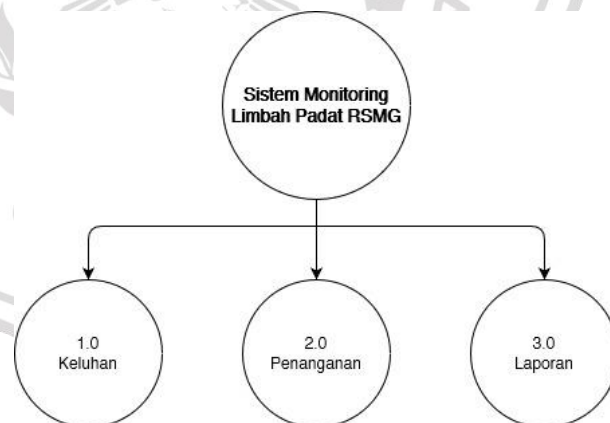 Sistem Monitoring
Limbah Padat RSMG
1.0
Keluhan
2.0
Penanganan
3.0
Laporan